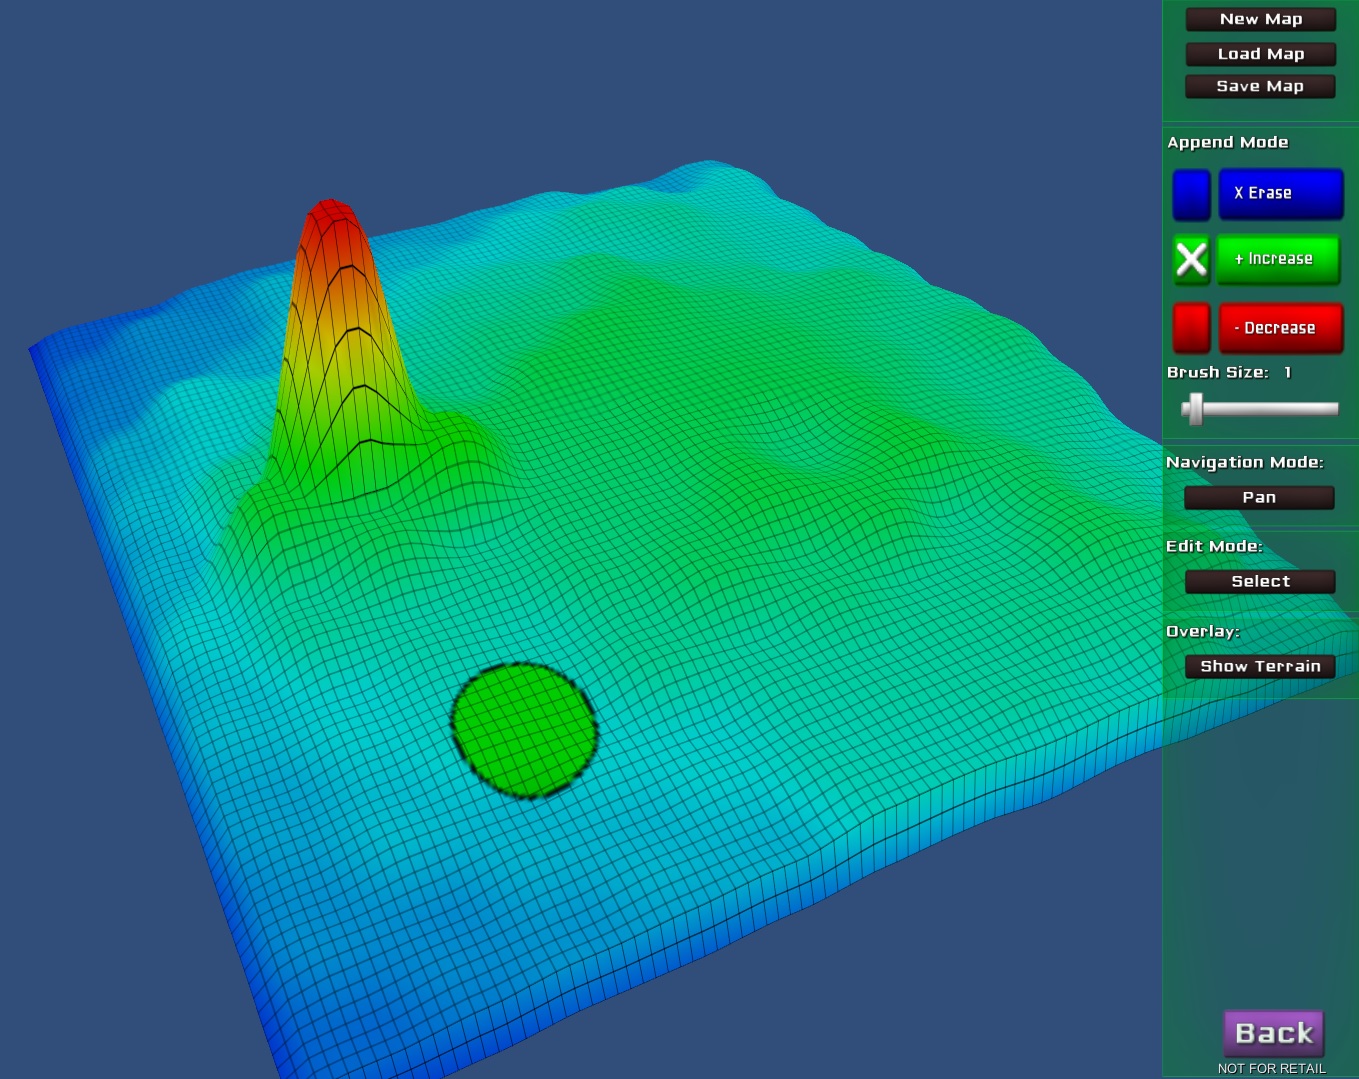 New Map
Load Map
Save Map
Append Mode
X Erase
+ Increase
- Decrease
Brush Size: 1
Navigation Mode:
Pan
Edit Mode:
Select
Overlay:
Show Terrain
Back
NOT FOR RETAIL